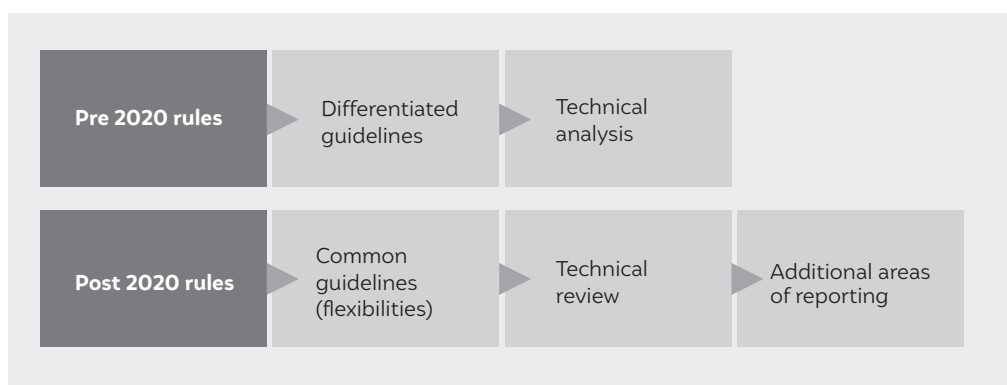 Pre 2020 rules
Differentiated
guidelines
Technical
analysis
Post 2020 rules
Common
guidelines
(flexibilities)
Technical
review
Additional areas
of reporting